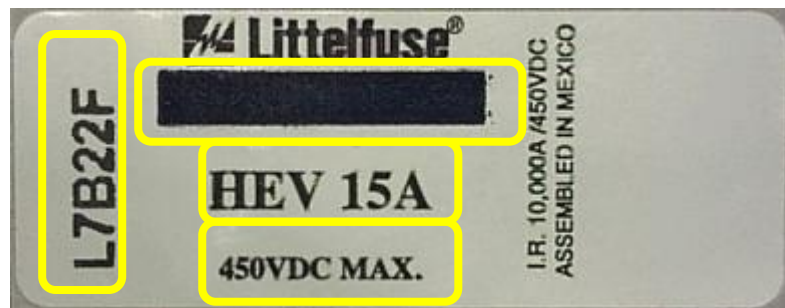 Littelfuse®
L7B22F
HEV 15A
450VDC MAX.
I.R. 10,000A /450VDC
ASSEMBLED IN MEXICO